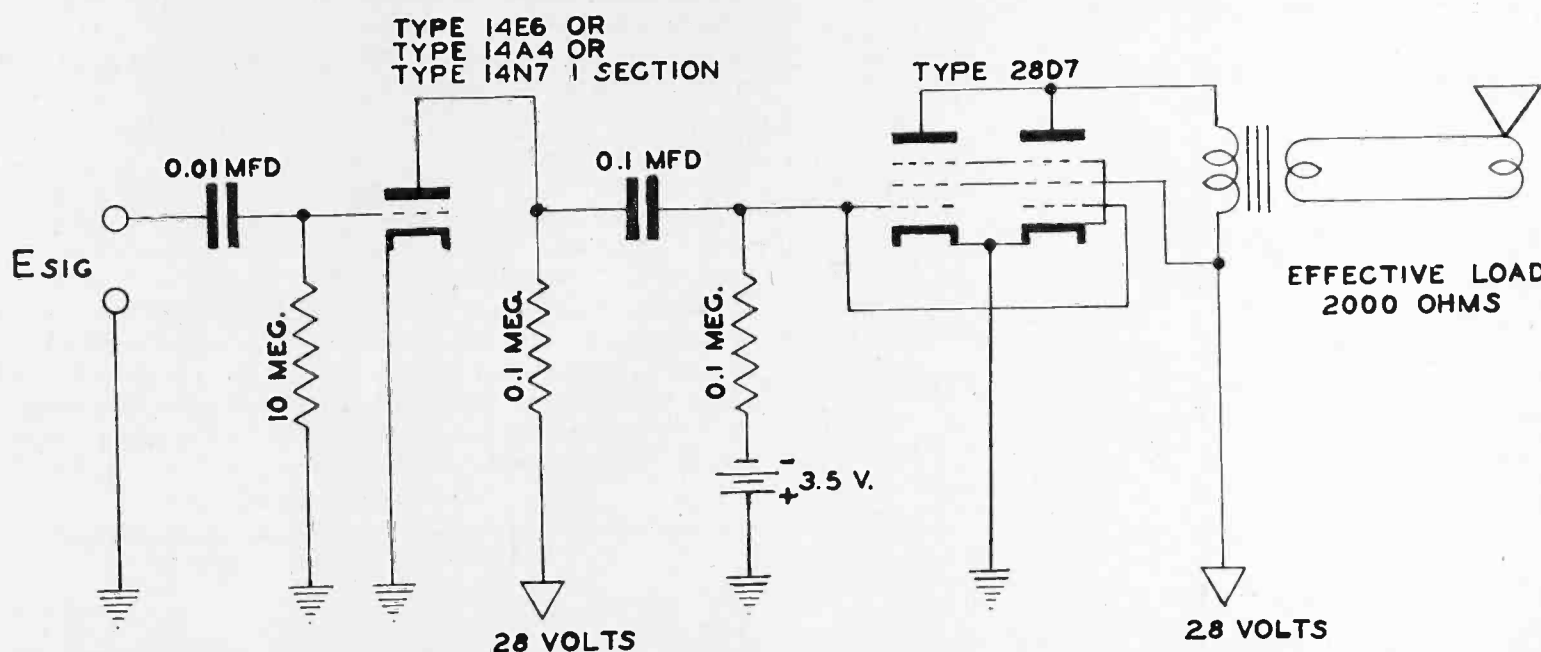 TYPE 14E6 OR
TYPE 14A4 OR
TYPE 14N7 1 SECTION
TYPE 28D7
0.01 MFD
0.1 MFD
E SIG
10 MEG.
0.1 MEG.
0.1 MEG.
-
+ 3.5 V.
EFFECTIVE LOAD
2000 OHMS
28 VOLTS
28 VOLTS